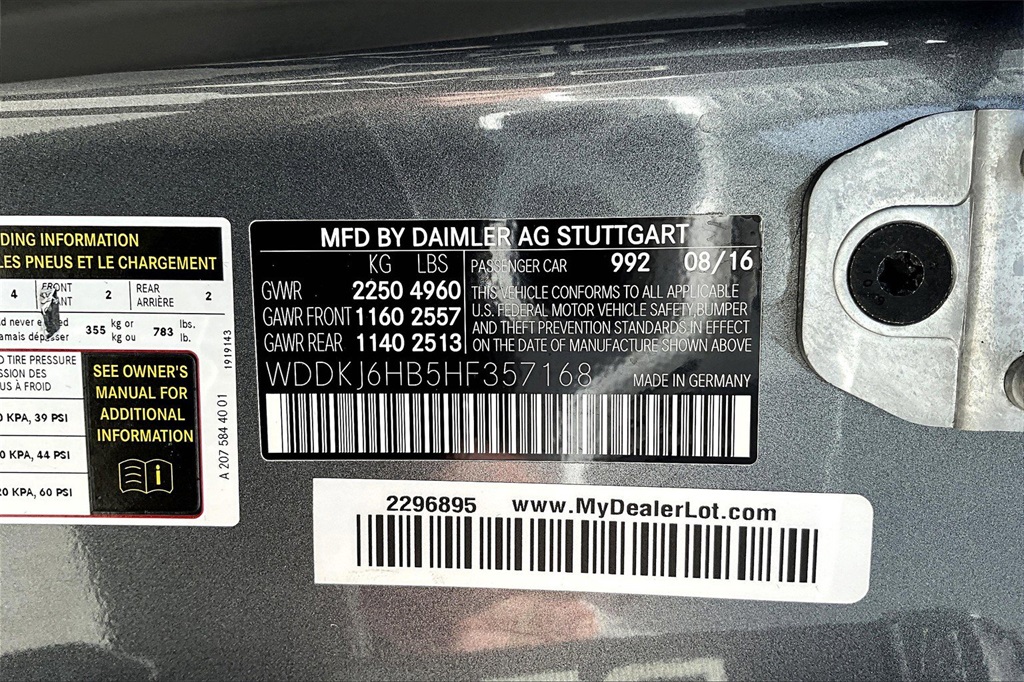 DING INFORMATION
LES PNEUS ET LE CHARGEMENT
4 FRONT 2 REAR 2
ARRIÈRE
355 kg or 783 lbs.
kg ou lb.
TIRE PRESSURE
SSION DES
US À FROID
KPA, 39 PSI
0 KPA, 44 PSI
20 KPA, 60 PSI
SEE OWNER'S
MANUAL FOR
ADDITIONAL
INFORMATION
1919143
A 207 584 40 01
MFD BY DAIMLER AG STUTTGART
KG LBS PASSENGER CAR 992 08/16
GVWR 2250 4960
GAWR FRONT 1160 2557
GAWR REAR 1140 2513
THIS VEHICLE CONFORMS TO ALL APPLICABLE
U.S. FEDERAL MOTOR VEHICLE SAFETY, BUMPER
AND THEFT PREVENTION STANDARDS IN EFFECT
ON THE DATE OF MANUFACTURE SHOWN ABOVE
WDDKJ6HB5HF357168 MADE IN GERMANY
2296895 www.MyDealerLot.com